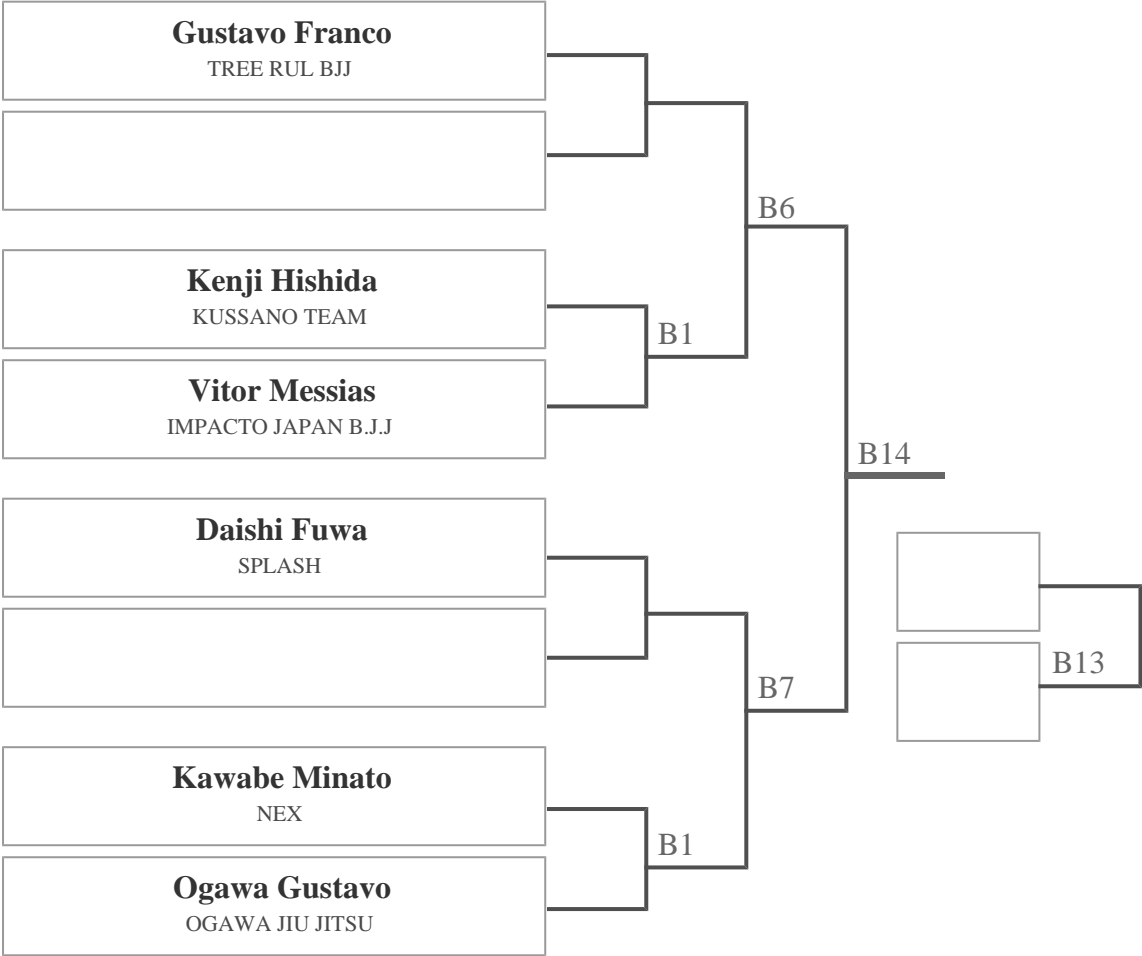 Gustavo Franco
TREE RUL BJJ
B6
Kenji Hishida
KUSSANO TEAM
B1
Vitor Messias
IMPACTO JAPAN B.J.J
B14
Daishi Fuwa
SPLASH
B13
B7
Kawabe Minato
NEX
B1
Ogawa Gustavo
OGAWA JIU JITSU